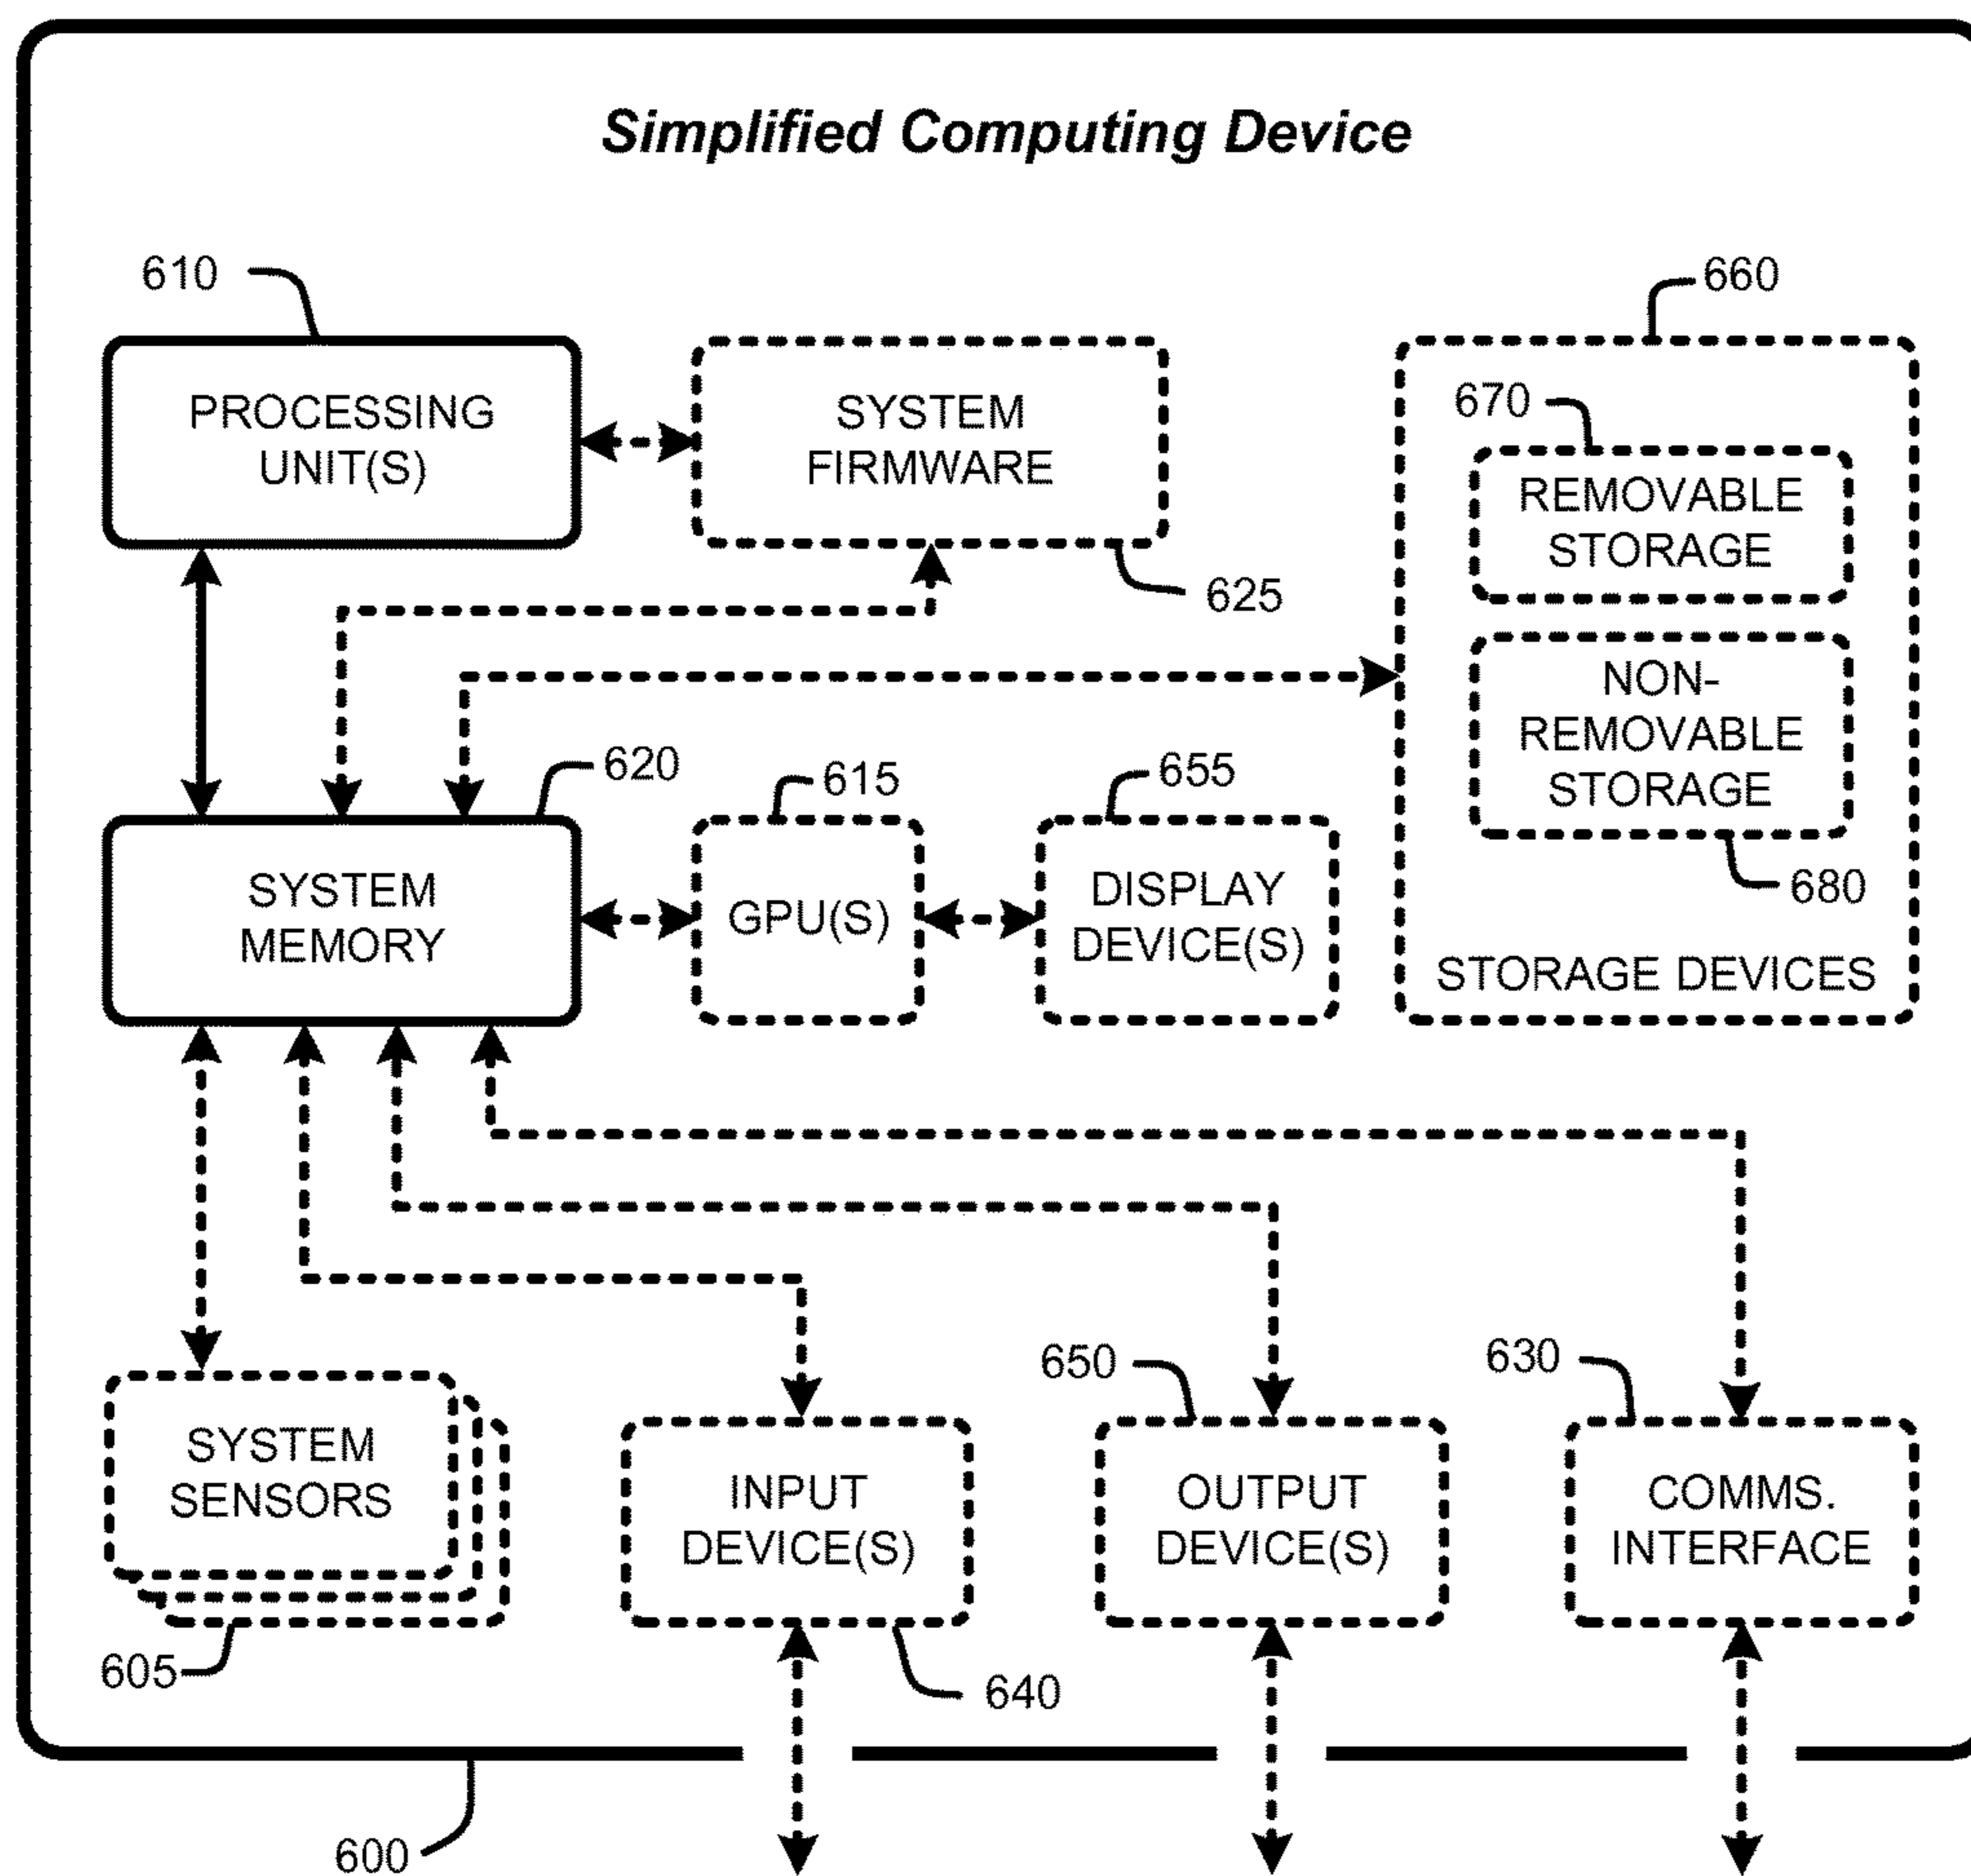 Simplified Computing Device
610
660
PROCESSING
UNIT(S)
SYSTEM
FIRMWARE
625
670
REMOVABLE
STORAGE
NON-
REMOVABLE
STORAGE
680
STORAGE DEVICES
620
615
655
SYSTEM
MEMORY
GPU(S)
DISPLAY
DEVICE(S)
650
630
SYSTEM
SENSORS
INPUT
DEVICE(S)
OUTPUT
DEVICE(S)
COMMS.
INTERFACE
605
640
600